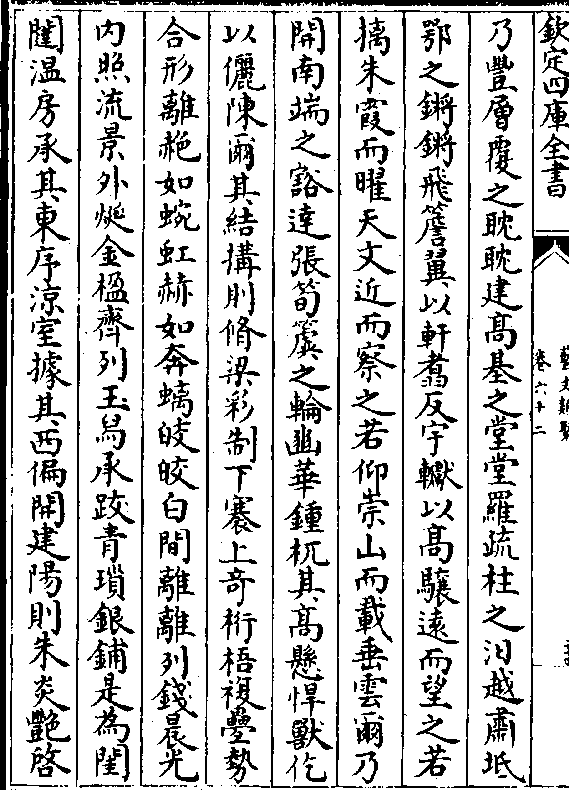 欽定四庫全書
藝文類聚
卷六十二
乃豐層覆之耽耽建髙基之堂堂羅疏柱之汩越肅坻
鄂之鏘鏘飛簷翼以軒翥反宇轥以髙驤逺而望之若
摛朱霞而曜天文近而察之若仰崇山而載垂雲爾乃
開南端之豁達張筍簴之輪豳華鍾杌其髙懸悍獸仡
以儷陳爾其結搆則脩梁彩制下褰上竒桁梧複疊勢
合形離赩如蜿虹赫如奔螭皎皎白間離離列錢晨光
内照流景外烻金楹齊列玉舄承跋青瑣銀鋪是為閨
闥温房承其東序涼室據其西偏開建陽則朱炎艷啓